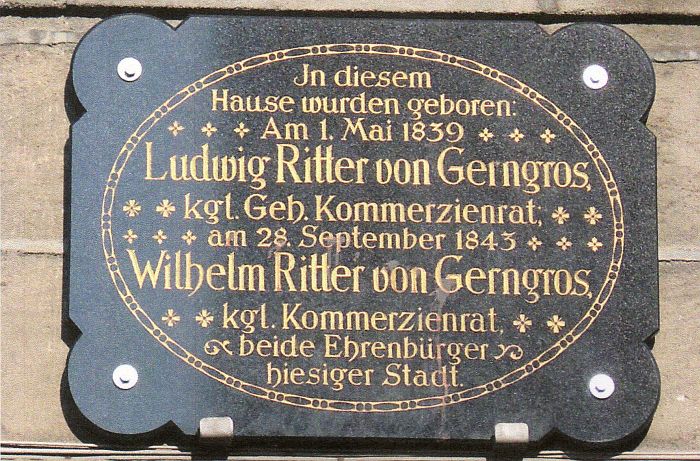 In diesem
Hause wurden geboren:
Am 1. Mai 1839
Ludwig Ritter von Gerngros,
kgl. Geh. Kommerzienrat;
am 28. September 1843
Wilhelm Ritter von Gerngros,
kgl. Kommerzienrat,
beide Ehrenbürger
hiesiger Stadt.